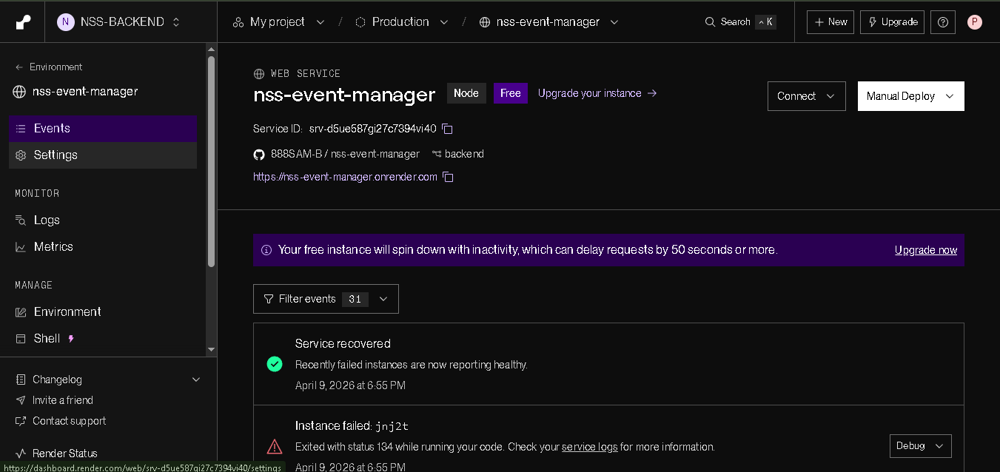 N NSS-BACKEND
My project / Production / nss-event-manager
Search ^ K
+ New
Upgrade
P
← Environment
nss-event-manager
Events
Settings
MONITOR
Logs
Metrics
MANAGE
Environment
Shell
Changelog
Invite a friend
Contact support
Render Status
https://dashboard.render.com/web/srv-d5ue587gi27c7394vi40/settings
WEB SERVICE
nss-event-manager Node Free Upgrade your instance →
Connect
Manual Deploy
Service ID: srv-d5ue587gi27c7394vi40
888SAM-B / nss-event-manager backend
https://nss-event-manager.onrender.com
Your free instance will spin down with inactivity, which can delay requests by 50 seconds or more. Upgrade now
Filter events 31
Service recovered
Recently failed instances are now reporting healthy.
April 9, 2026 at 6:55 PM
Instance failed: jnj2t
Exited with status 134 while running your code. Check your service logs for more information.
Debug
April 9, 2026 at 6:55 PM